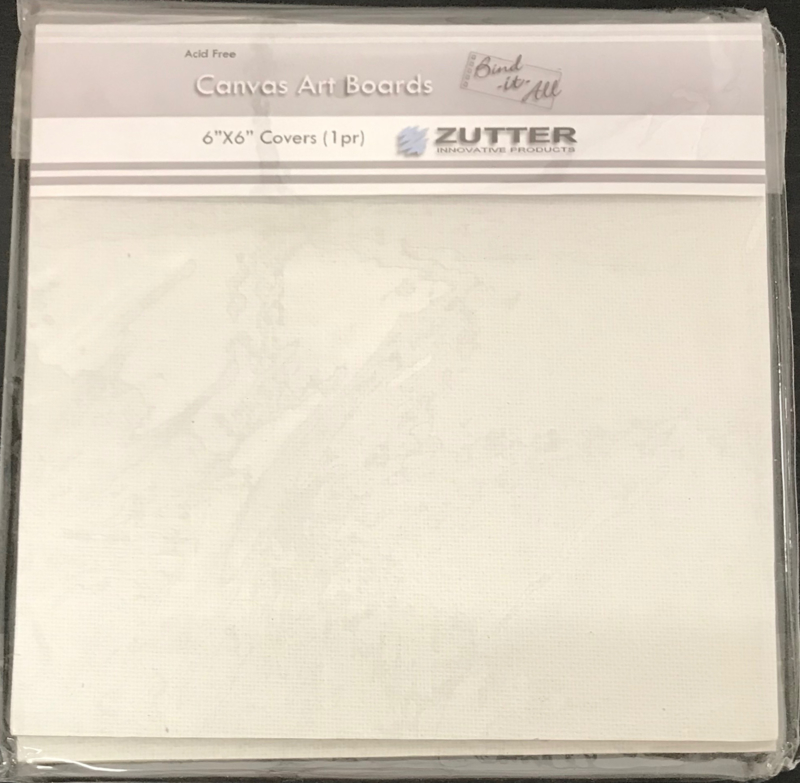 Acid Free
Canvas Art Boards
Bind
-it-
All
6"X6" Covers (1pr)
ZUTTER
INNOVATIVE PRODUCTS